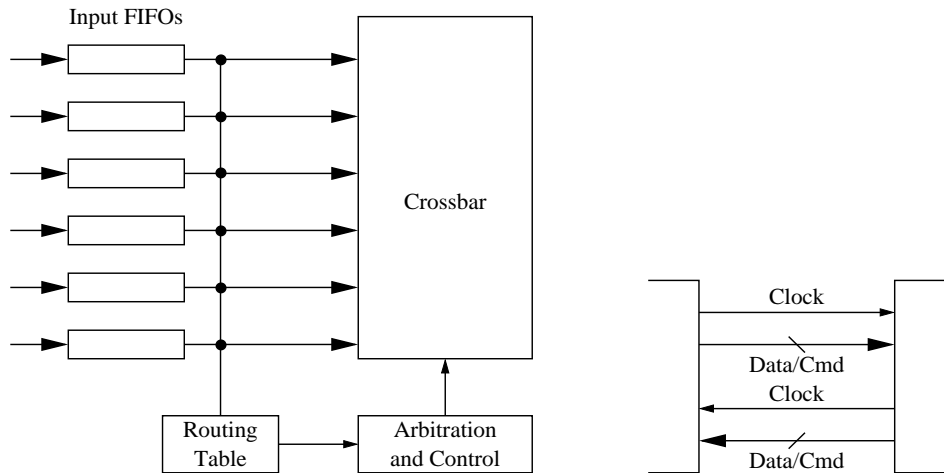 Input FIFOs
Crossbar
Routing
Table
Arbitration
and Control
Clock
Data/Cmd
Clock
Data/Cmd